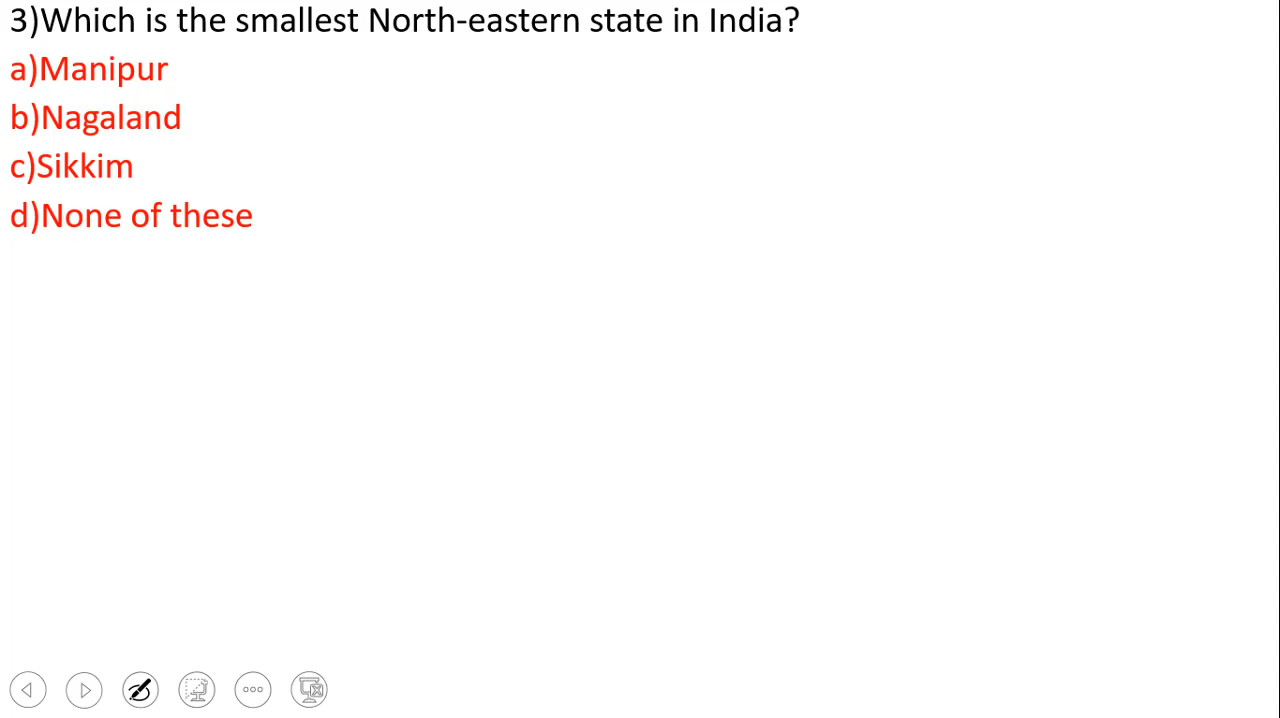 3)Which is the smallest North-eastern state in India?
a)Manipur
b)Nagaland
c)Sikkim
d)None of these